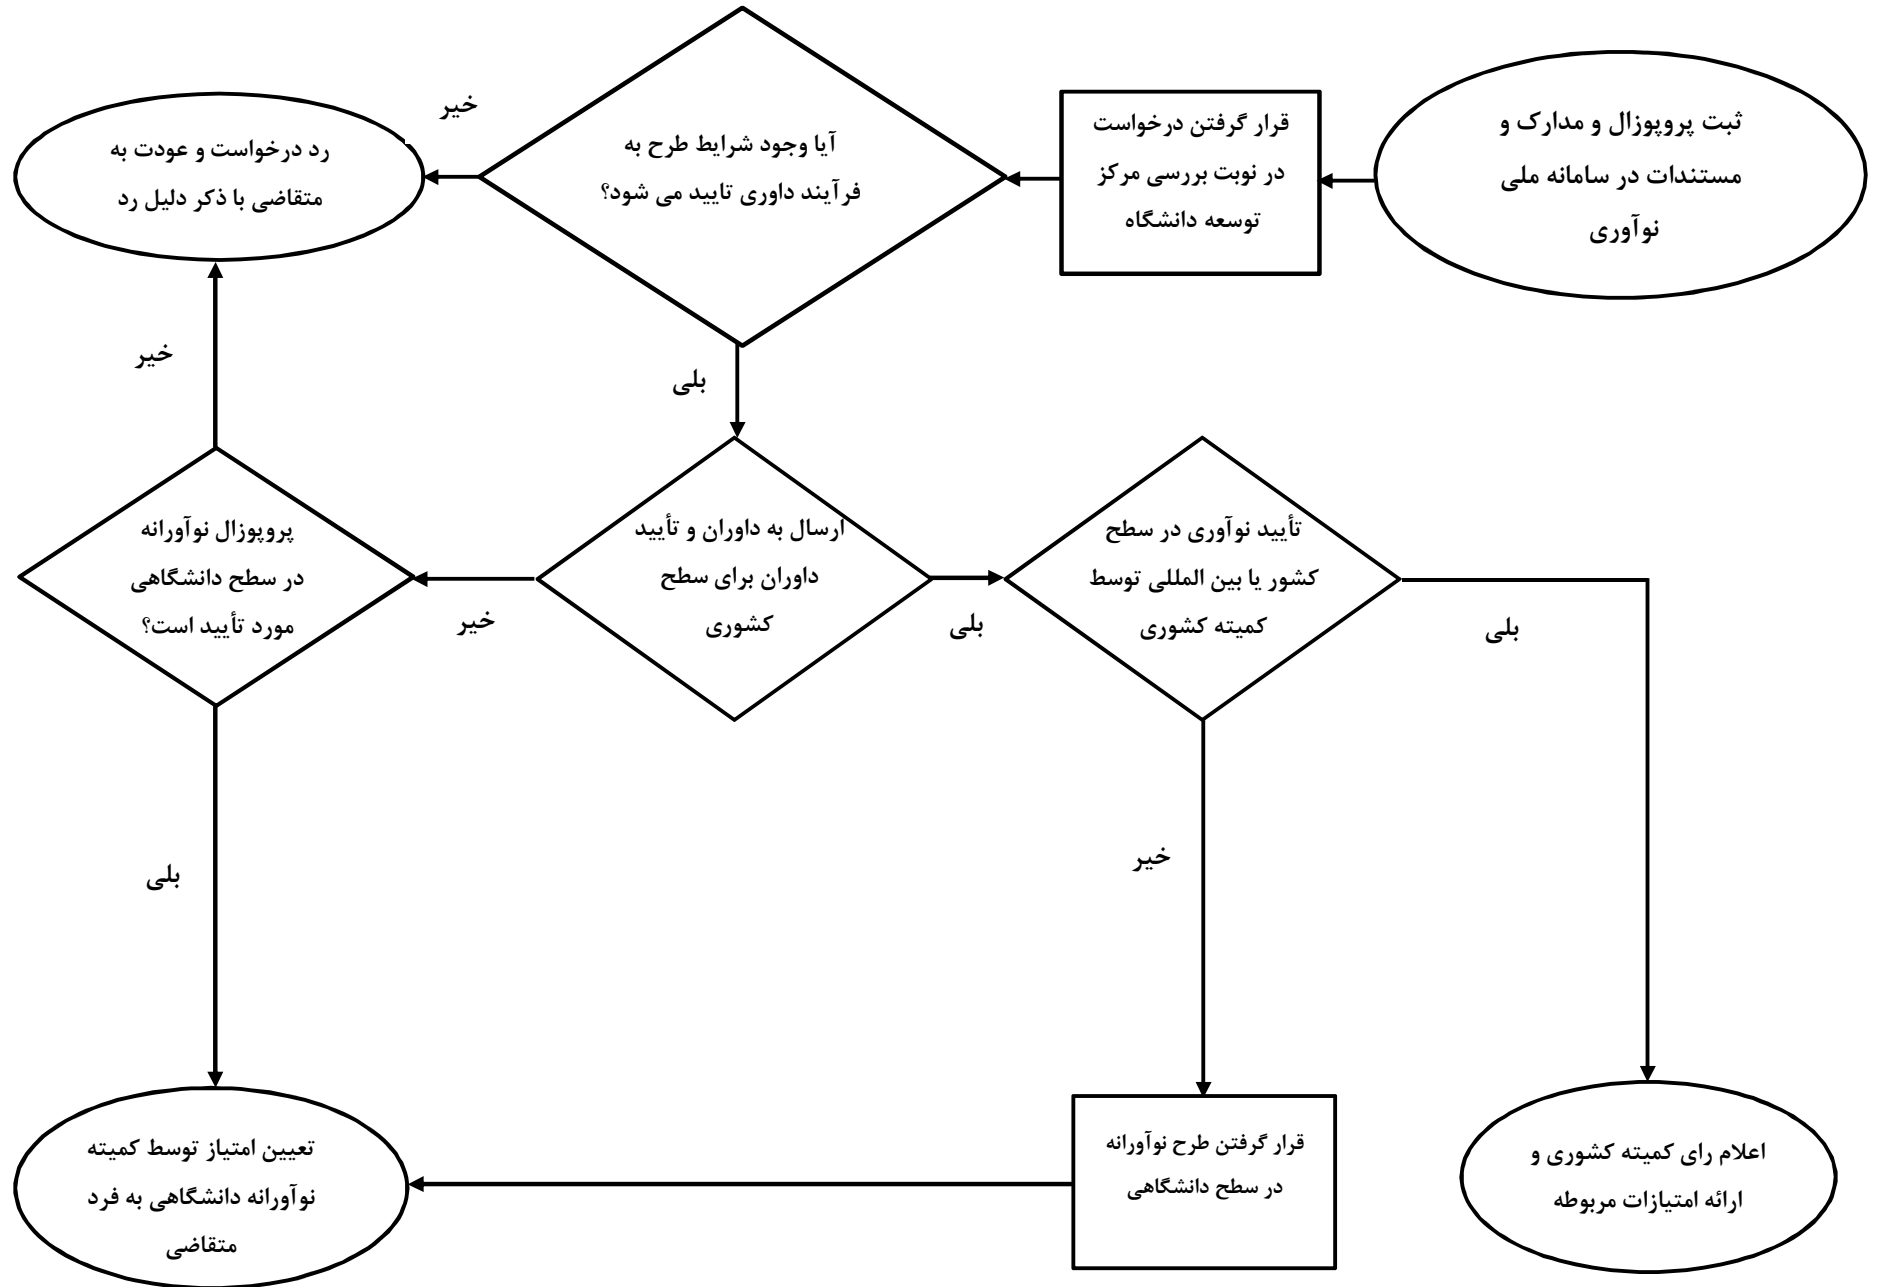 ثبت پروپوزال و مدارک و
مستندات در سامانه ملی
نوآوری
قرار گرفتن درخواست
در نوبت بررسی مرکز
توسعه دانشگاه
آیا وجود شرایط طرح به
فرآیند داوری تایید می شود؟
خیر
رد درخواست و عودت به
متقاضی با ذکر دلیل رد
بلی
خیر
ارسال به داوران و تأیید
داوران برای سطح
کشوری
بلی
تأیید نوآوری در سطح
کشور یا بین المللی توسط
کمیته کشوری
بلی
خیر
پروپوزال نوآورانه
در سطح دانشگاهی
مورد تأیید است؟
خیر
بلی
اعلام رای کمیته کشوری و
ارائه امتیازات مربوطه
قرار گرفتن طرح نوآورانه
در سطح دانشگاهی
تعیین امتیاز توسط کمیته
نوآورانه دانشگاهی به فرد
متقاضی